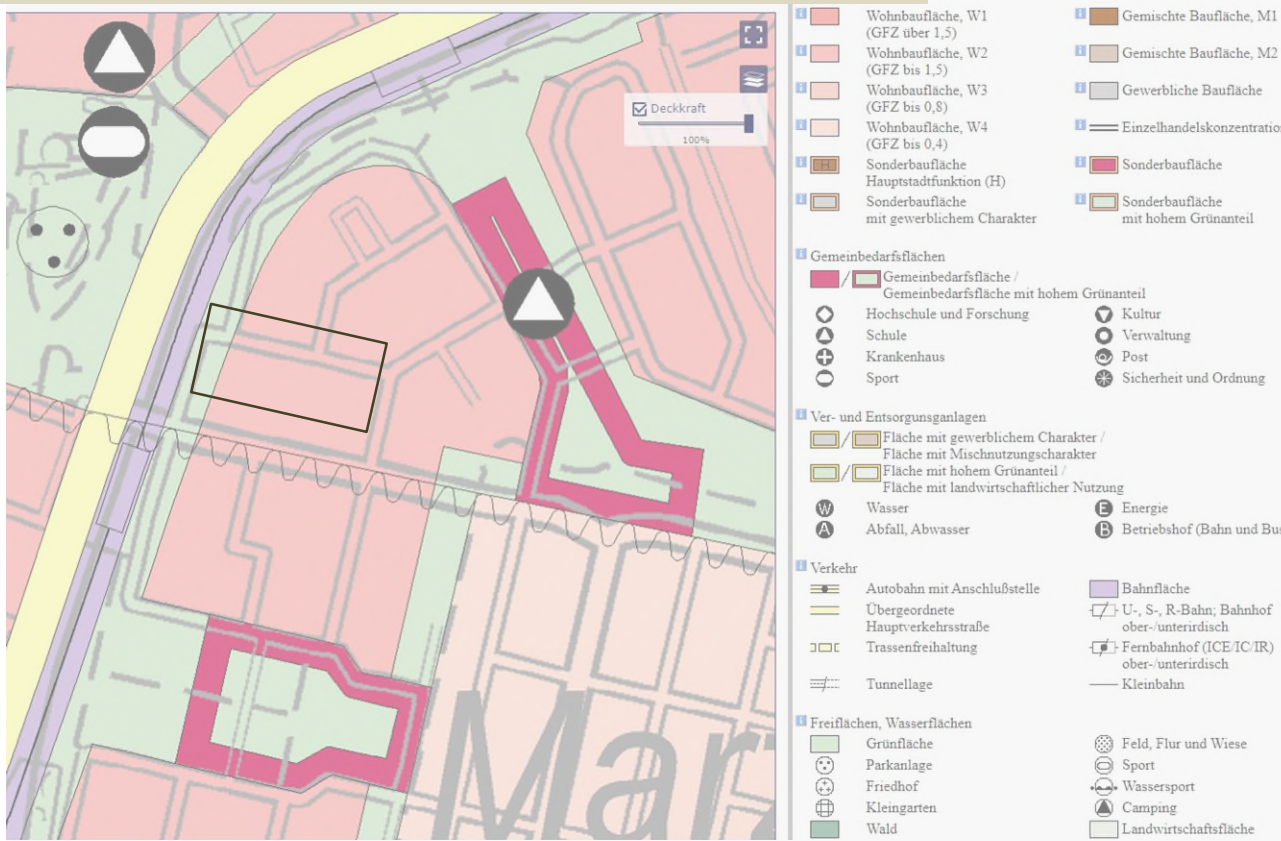 Deckkraft
100%
Mar
Wohnbaufläche, W1
(GFZ über 1,5)
Wohnbaufläche, W2
(GFZ bis 1,5)
Wohnbaufläche, W3
(GFZ bis 0,8)
Wohnbaufläche, W4
(GFZ bis 0,4)
H
Sonderbaufläche
Hauptstadtfunktion (H)
Sonderbaufläche
mit gewerblichem Charakter
Gemischte Baufläche, M1
Gemischte Baufläche, M2
Gewerbliche Baufläche
Einzelhandelskonzentratio
Sonderbaufläche
Sonderbaufläche
mit hohem Grünanteil
Gemeinbedarfsflächen
Gemeinbedarfsfläche /
Gemeinbedarfsfläche mit hohem Grünanteil
Hochschule und Forschung
Schule
Krankenhaus
Sport
Kultur
Verwaltung
Post
Sicherheit und Ordnung
Ver- und Entsorgungsanlagen
Fläche mit gewerblichem Charakter /
Fläche mit Mischnutzungscharakter
Fläche mit hohem Grünanteil /
Fläche mit landwirtschaftlicher Nutzung
W Wasser
A Abfall, Abwasser
E Energie
B Betriebshof (Bahn und Bus
Verkehr
Autobahn mit Anschlußstelle
Übergeordnete
Hauptverkehrsstraße
Trassenfreihaltung
Tunnellage
Bahnfläche
U-, S-, R-Bahn; Bahnhof
ober-/unterirdisch
Fernbahnhof (ICE/IC/IR)
ober-/unterirdisch
Kleinbahn
Freiflächen, Wasserflächen
Grünfläche
Parkanlage
Friedhof
Kleingarten
Wald
Feld, Flur und Wiese
Sport
Wassersport
Camping
Landwirtschaftsfläche